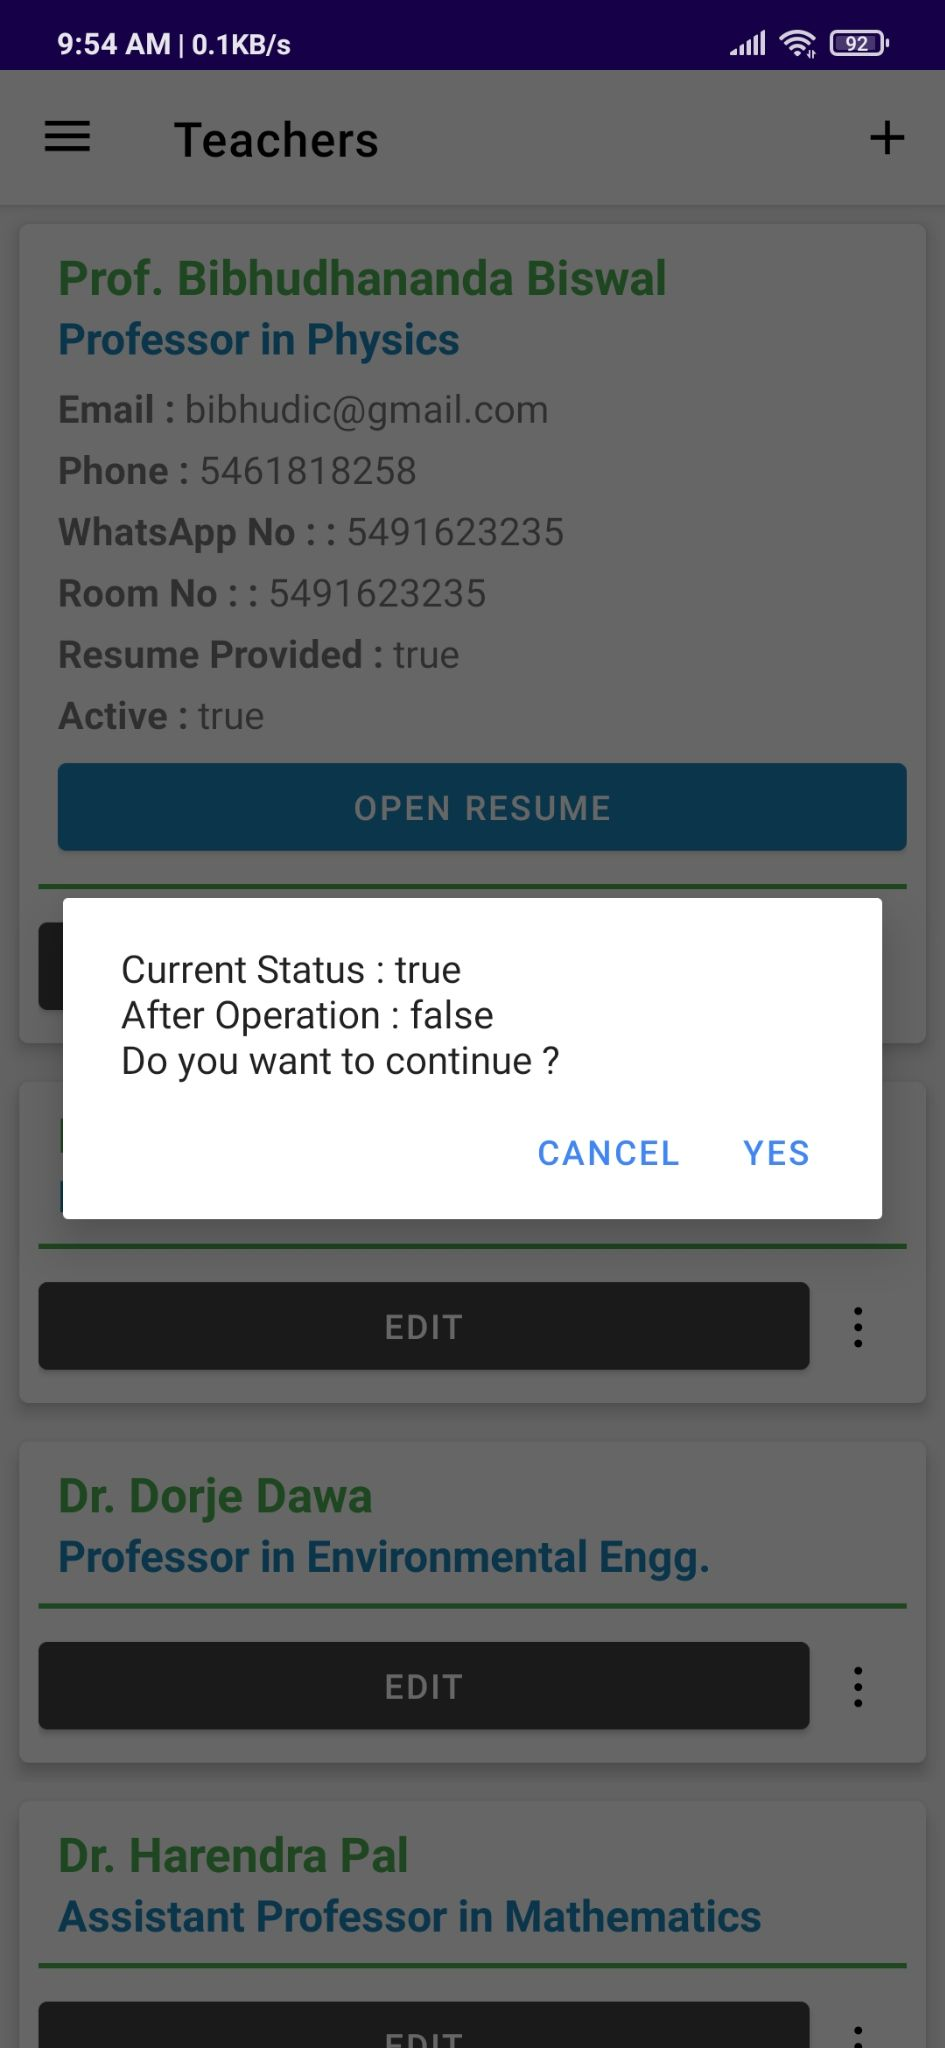 9:54 AM | 0.1KB/s
92
Teachers
Prof. Bibhudhananda Biswal
Professor in Physics
Email : bibhudic@gmail.com
Phone : 5461818258
WhatsApp No : : 5491623235
Room No : : 5491623235
Resume Provided : true
Active : true
OPEN RESUME
Current Status : true
After Operation : false
Do you want to continue ?
CANCEL YES
EDIT
Dr. Dorje Dawa
Professor in Environmental Engg.
EDIT
Dr. Harendra Pal
Assistant Professor in Mathematics
EDIT